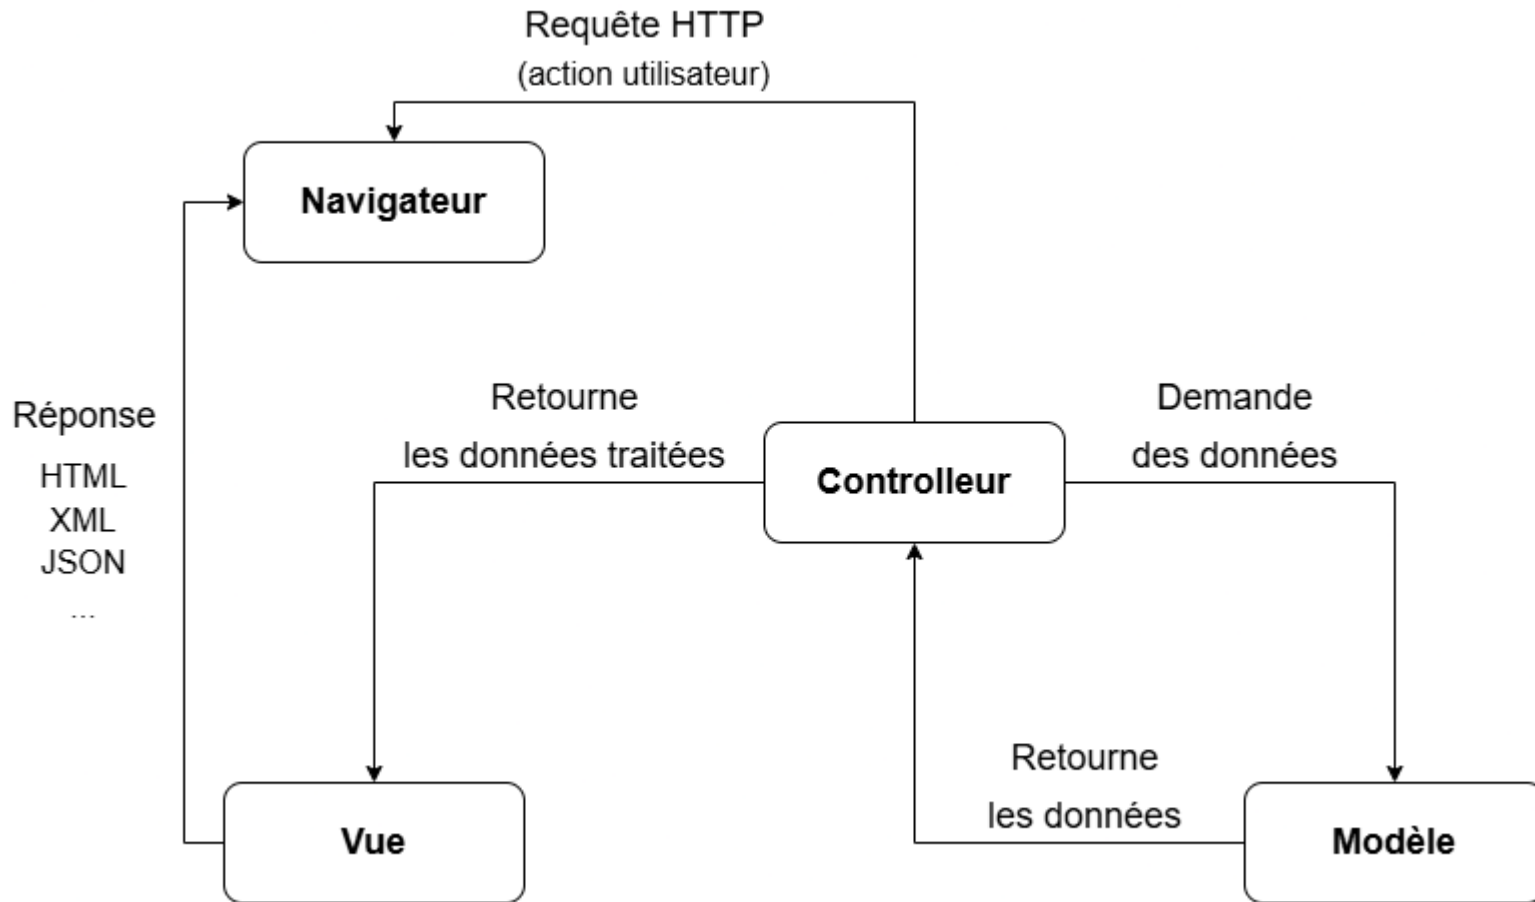 Requête HTTP
(action utilisateur)
Navigateur
Réponse
HTML
XML
JSON
...
Retourne
les données traitées
Controlleur
Demande
des données
Retourne
les données
Vue
Modèle